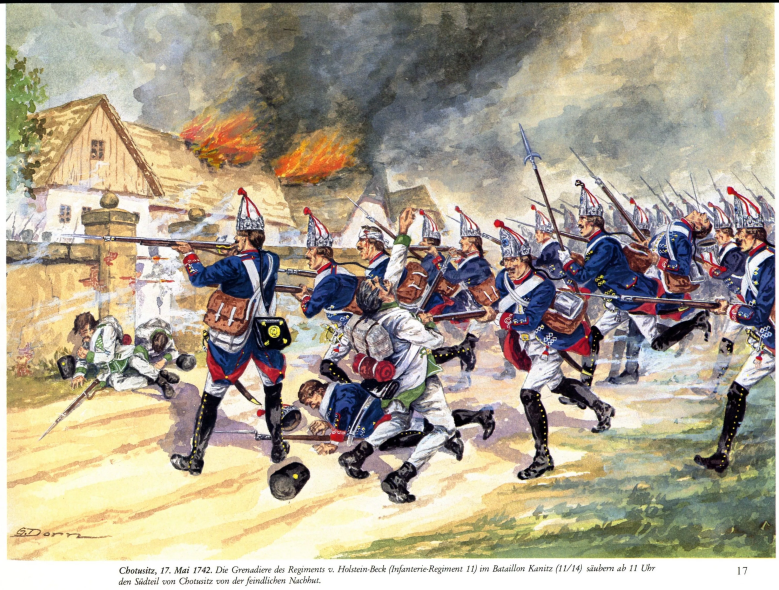 G. Dorn
Chotusitz, 17. Mai 1742. Die Grenadiere des Regiments v. Holstein-Beck (Infanterie-Regiment 11) im Bataillon Kanitz (11/14) säubern ab 11 Uhr
den Südteil von Chotusitz von der feindlichen Nachhut.
17